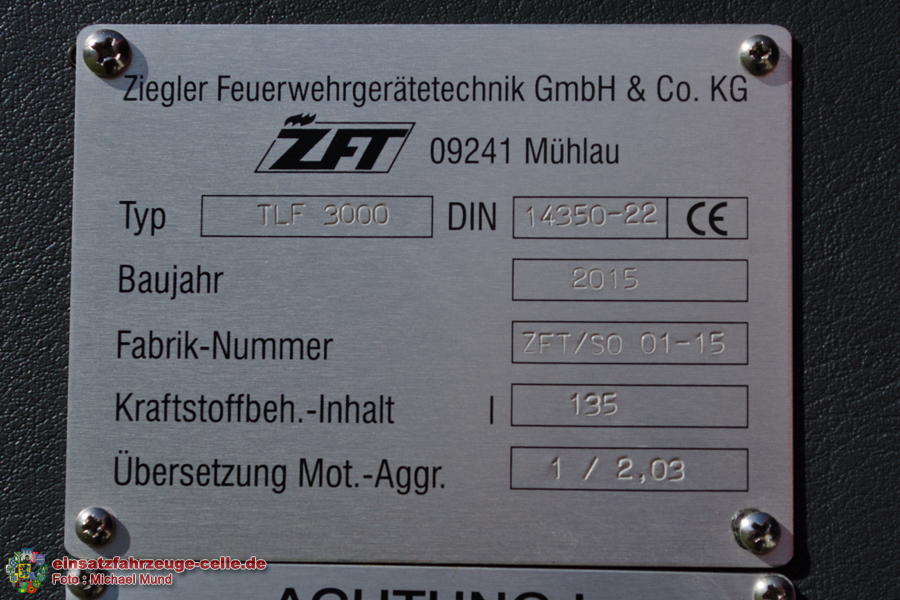 Ziegler Feuerwehrgerätetechnik GmbH & Co. KG
ZFT 09241 Mühlau
Typ TLF 3000 DIN 14350-22 CE
Baujahr 2015
Fabrik-Nummer ZFT/SO 01-15
Kraftstoffbeh.-Inhalt l 135
Übersetzung Mot.-Aggr. 1 / 2,03
einsatzfahrzeuge-celle.de
Foto : Michael Mund
ACHTUNG !